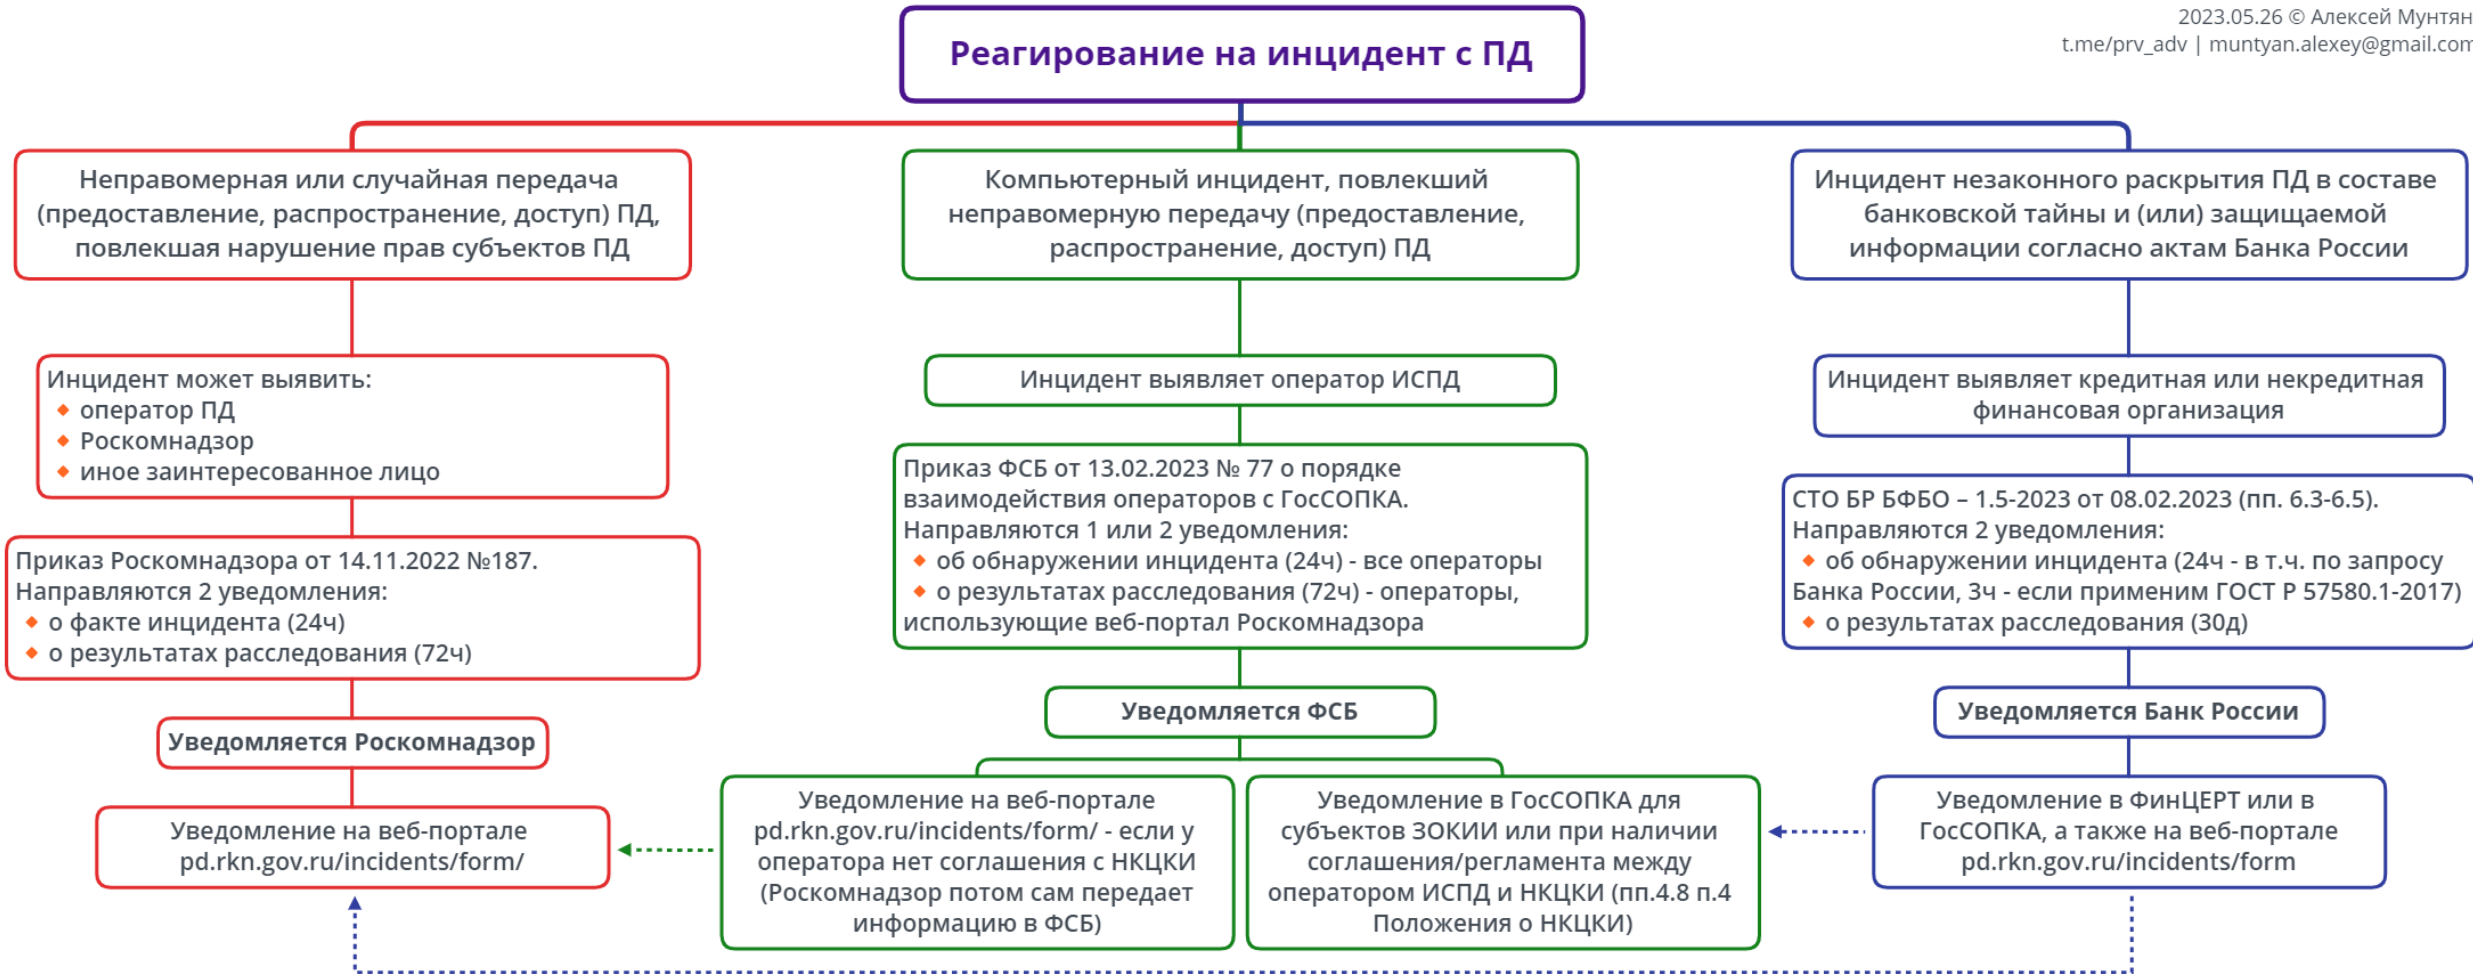 2023.05.26 © Алексей Мунтян
t.me/prv_adv | muntyan.alexey@gmail.com
Реагирование на инцидент с ПД
Неправомерная или случайная передача
(предоставление, распространение, доступ) ПД,
повлекшая нарушение прав субъектов ПД
Инцидент может выявить:
оператор ПД
Роскомнадзор
иное заинтересованное лицо
Приказ Роскомнадзора от 14.11.2022 №187.
Направляются 2 уведомления:
о факте инцидента (24ч)
о результатах расследования (72ч)
Уведомляется Роскомнадзор
Уведомление на веб-портале
pd.rkn.gov.ru/incidents/form/
Компьютерный инцидент, повлекший
неправомерную передачу (предоставление,
распространение, доступ) ПД
Инцидент выявляет оператор ИСПД
Приказ ФСБ от 13.02.2023 № 77 о порядке
взаимодействия операторов с ГосСОПКА.
Направляются 1 или 2 уведомления:
об обнаружении инцидента (24ч) - все операторы
о результатах расследования (72ч) - операторы,
использующие веб-портал Роскомнадзора
Уведомляется ФСБ
Уведомление на веб-портале
pd.rkn.gov.ru/incidents/form/ - если у
оператора нет соглашения с НКЦКИ
(Роскомнадзор потом сам передает
информацию в ФСБ)
Уведомление в ГосСОПКА для
субъектов ЗОКИИ или при наличии
соглашения/регламента между
оператором ИСПД и НКЦКИ (пп.4.8 п.4
Положения о НКЦКИ)
Инцидент незаконного раскрытия ПД в составе
банковской тайны и (или) защищаемой
информации согласно актам Банка России
Инцидент выявляет кредитная или некредитная
финансовая организация
СТО БР БФБО – 1.5-2023 от 08.02.2023 (пп. 6.3-6.5).
Направляются 2 уведомления:
об обнаружении инцидента (24ч - в т.ч. по запросу
Банка России, 3ч - если применим ГОСТ Р 57580.1-2017)
о результатах расследования (30д)
Уведомляется Банк России
Уведомление в ФинЦЕРТ или в
ГосСОПКА, а также на веб-портале
pd.rkn.gov.ru/incidents/form